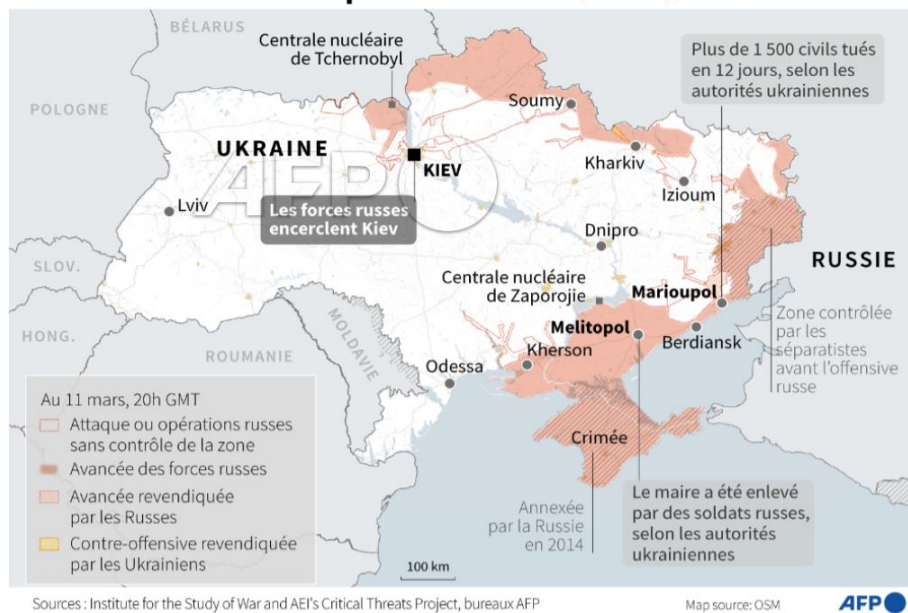 BÉLARUS
Centrale nucléaire
de Tchernobyl
Plus de 1 500 civils tués
en 12 jours, selon les
autorités ukrainiennes
POLOGNE
Soumy
UKRAINE
KIEV
Kharkiv
AFP
Izioum
Lviv
Les forces russes
encerclent Kiev
Dnipro
RUSSIE
SLOV.
Centrale nucléaire
de Zaporojie
Marioupol
MOLDAVIE
Melitopol
Berdiansk
Zone contrôlée
par les
séparatistes
avant l'offensive
russe
HONG.
ROUMANIE
Kherson
Odessa
Au 11 mars, 20h GMT
Attaque ou opérations russes
sans contrôle de la zone
Avancée des forces russes
Avancée revendiquée
par les Russes
Contre-offensive revendiquée
par les Ukrainiens
Crimée
Annexée
par la Russie
en 2014
Le maire a été enlevé
par des soldats russes,
selon les autorités
ukrainiennes
100 km
Sources : Institute for the Study of War and AEI's Critical Threats Project, bureaux AFP
Map source: OSM
AFP